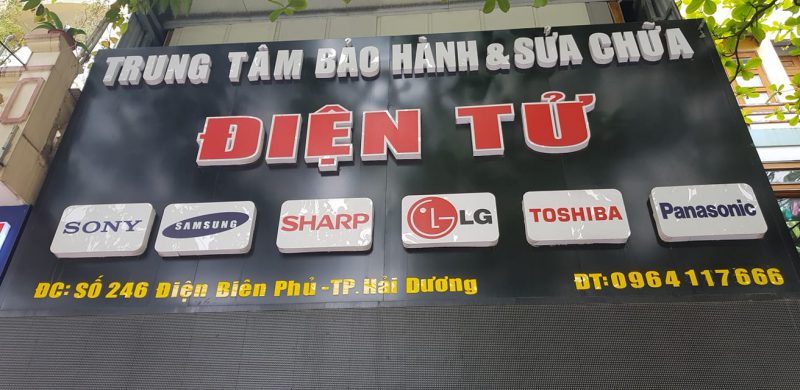 TRUNG TÂM BẢO HÀNH & SỬA CHỮA
ĐIỆN TỬ
SONY SAMSUNG SHARP LG TOSHIBA Panasonic
ĐC: SỐ 246 Điện Biên Phủ -TP. Hải Dương ĐT: 0964 117 666